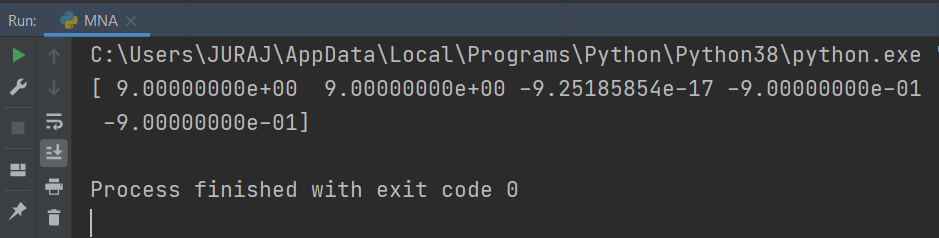 Run: MNA
C:\Users\JURAJ\AppData\Local\Programs\Python\Python38\python.exe
[ 9.00000000e+00  9.00000000e+00 -9.25185854e-17 -9.00000000e-01
 -9.00000000e-01]
Process finished with exit code 0